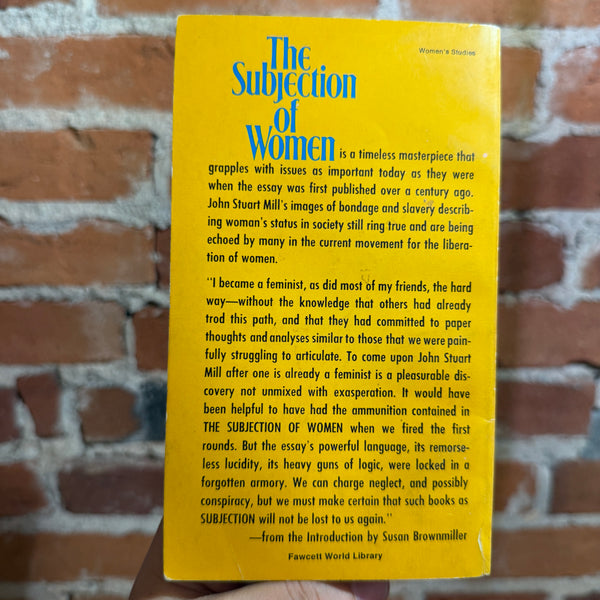 The
Women's Studies
Subjection
of
Women is a timeless masterpiece that
grapples with issues as important today as they were
when the essay was first published over a century ago.
John Stuart Mill's images of bondage and slavery describ-
ing woman's status in society still ring true and are being
echoed by many in the current movement for the libera-
tion of women.
"I became a feminist, as did most of my friends, the hard
way—without the knowledge that others had already
trod this path, and that they had committed to paper
thoughts and analyses similar to those that we were pain-
fully struggling to articulate. To come upon John Stuart
Mill after one is already a feminist is a pleasurable dis-
covery not unmixed with exasperation. It would have
been helpful to have had the ammunition contained in
THE SUBJECTION OF WOMEN when we fired the first
rounds. But the essay's powerful language, its remorse-
less lucidity, its heavy guns of logic, were locked in a
forgotten armory. We can charge neglect, and possibly
conspiracy, but we must make certain that such books as
SUBJECTION will not be lost to us again."
—from the Introduction by Susan Brownmiller
Fawcett World Library